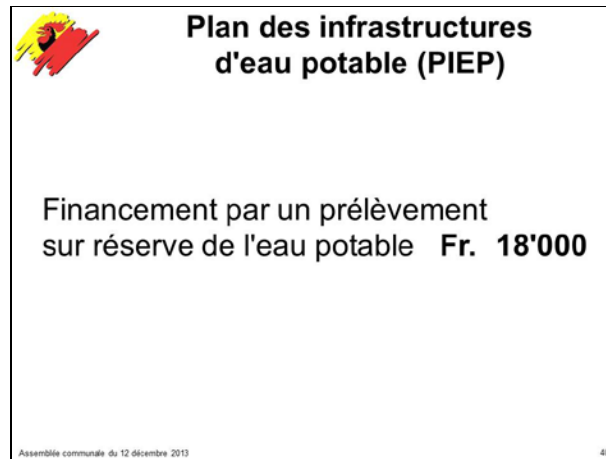 Plan des infrastructures
d'eau potable (PIEP)
Financement par un prélèvement
sur réserve de l'eau potable Fr. 18'000
Assemblée communale du 12 décembre 2013